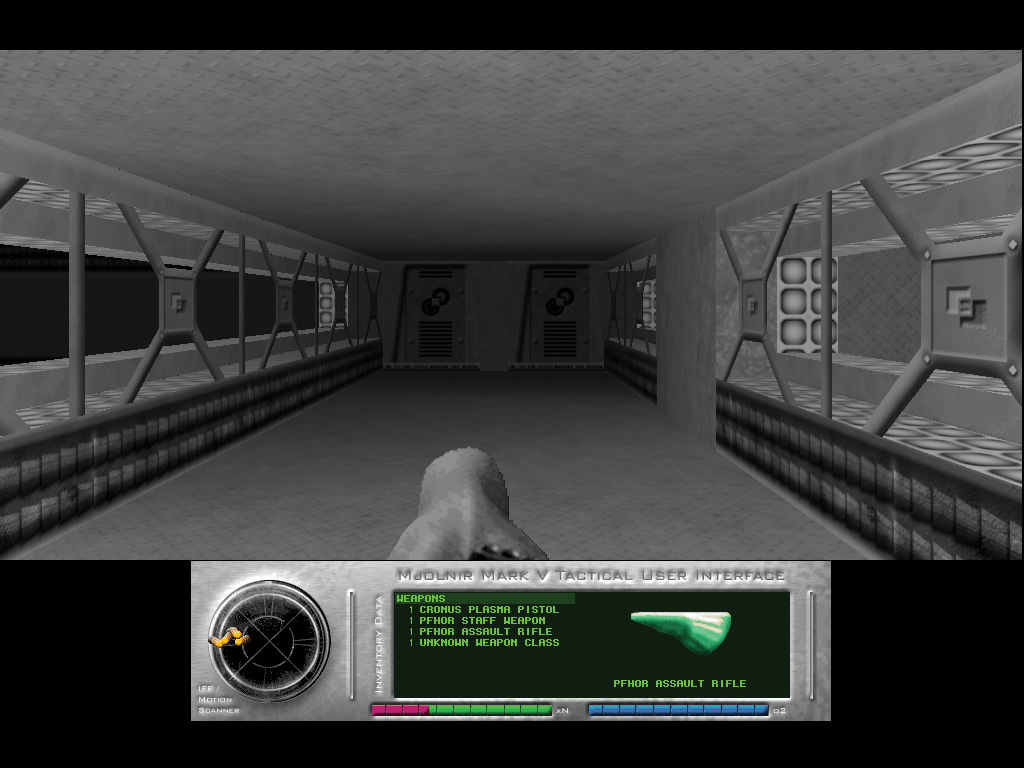 Mjolnir Mark V Tactical User Interface
Inventory Data
WEAPONS
1 CRONUS PLASMA PISTOL
1 PFHOR STAFF WEAPON
1 PFHOR ASSAULT RIFLE
1 UNKNOWN WEAPON CLASS
PFHOR ASSAULT RIFLE
IFF /
Motion
Scanner
xN
o2